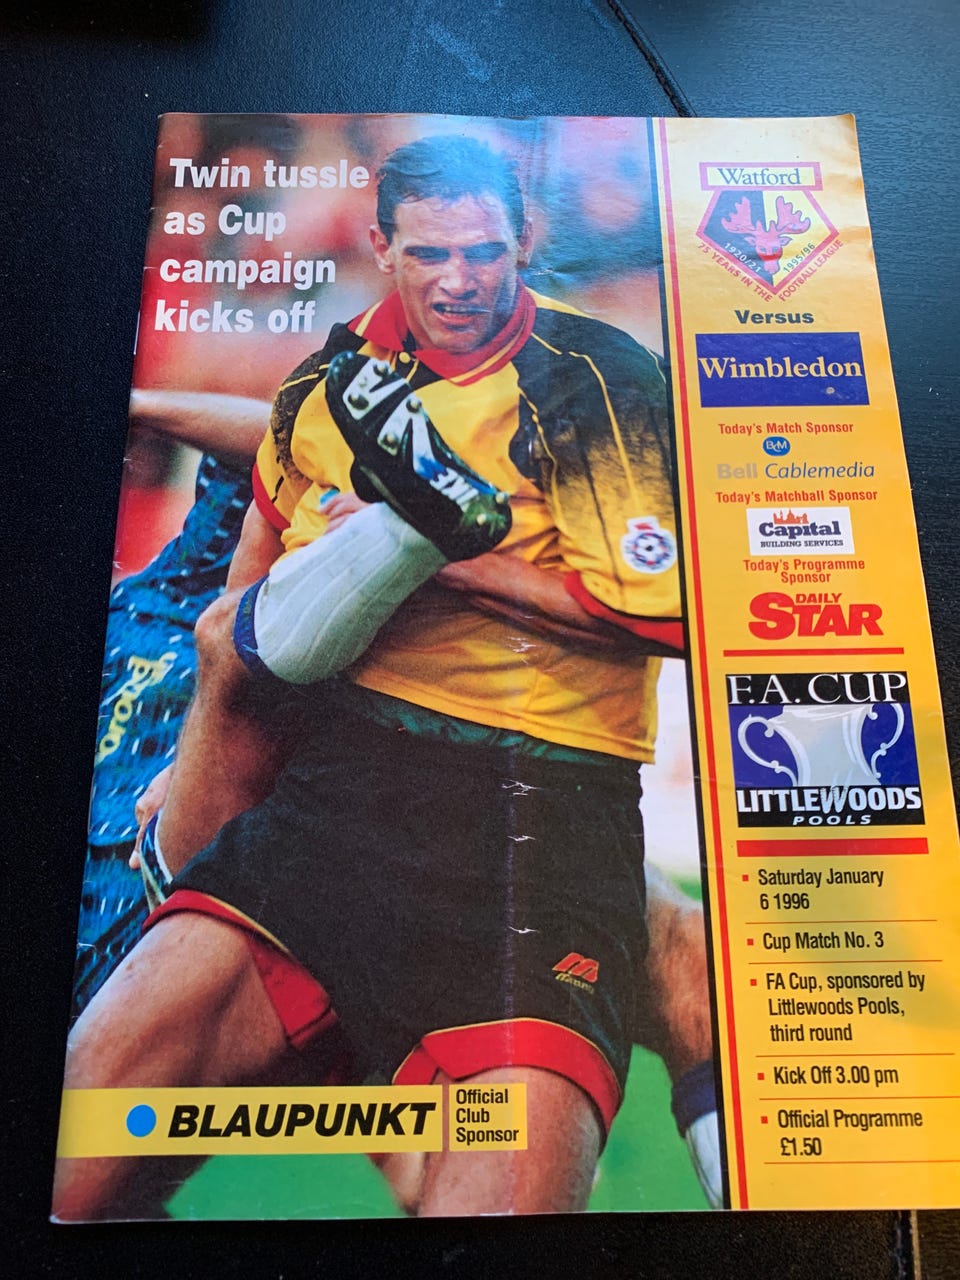 Twin tussle
as Cup
campaign
kicks off
Watford
1920/21
1995/96
75 YEARS IN THE
FOOTBALL LEAGUE
Versus
Wimbledon
Today's Match Sponsor
BCM
Bell Cablemedia
Today's Matchball Sponsor
Capital
BUILDING SERVICES
Today's Programme
Sponsor
DAILY
STAR
F.A. CUP
LITTLEWOODS
POOLS
Saturday January
6 1996
Cup Match No. 3
FA Cup, sponsored by
Littlewoods Pools,
third round
Kick Off 3.00 pm
Official Programme
£1.50
NIKE
BLAUPUNKT
Official
Club
Sponsor